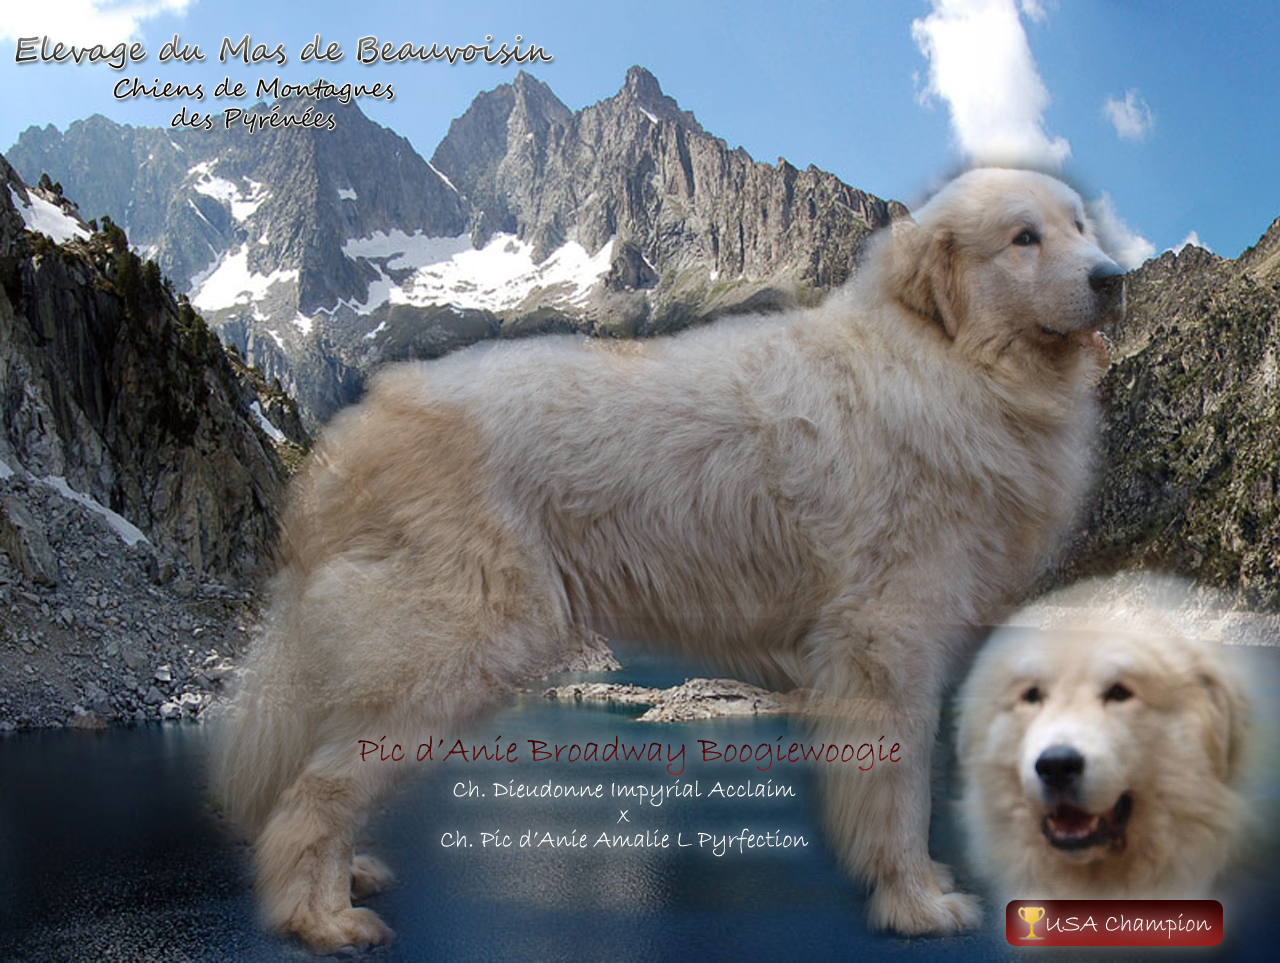 Elevage du Mas de Beauvoisin
Chiens de Montagnes
des Pyrénées
Pic d'Anie Broadway Boogiewoogie
Ch. Dieudonne Impyrial Acclaim
x
Ch. Pic d'Anie Amalie L Pyrfection
USA Champion